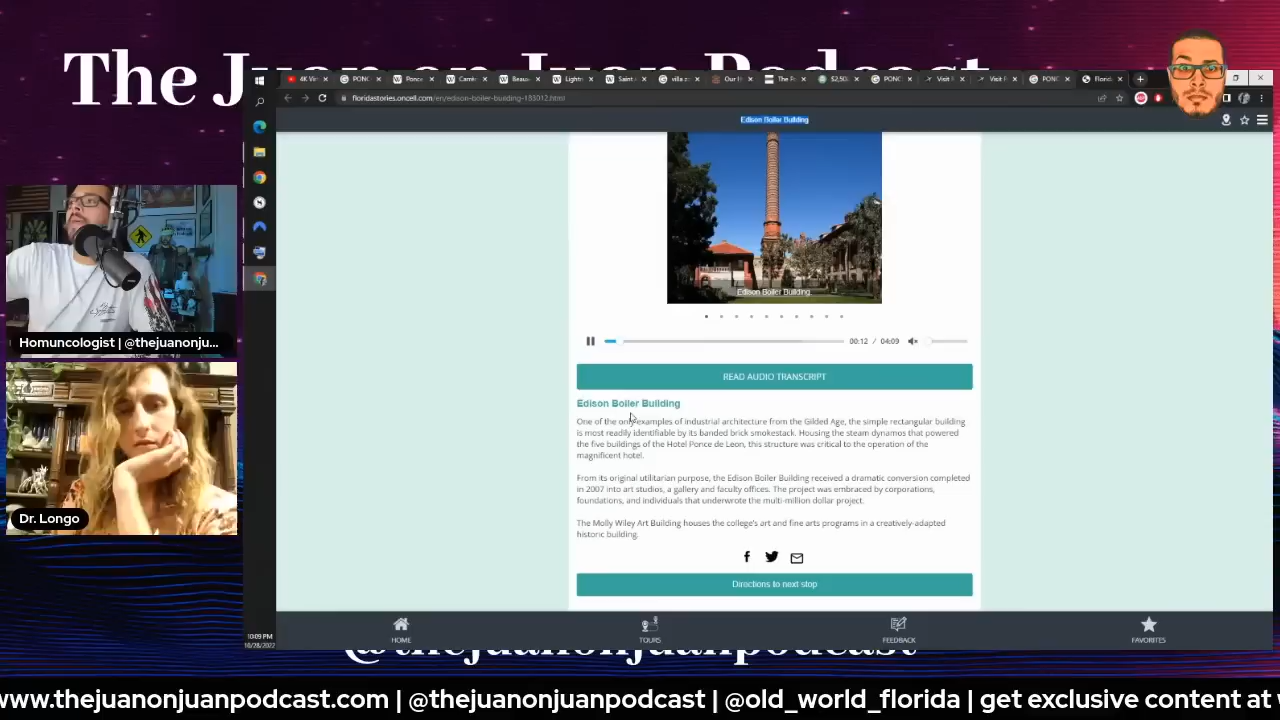 The Juan on Juan Podcast
floridastories.oncell.com/en/edison-boiler-building-183012.html
Edison Boiler Building
Edison Boiler Building
00:12 / 04:09
READ AUDIO TRANSCRIPT
Edison Boiler Building
One of the only examples of industrial architecture from the Gilded Age, the simple rectangular building
is most readily identifiable by its banded brick smokestack. Housing the steam dynamos that powered
the five buildings of the Hotel Ponce de Leon, this structure was critical to the operation of the
magnificent hotel.
From its original utilitarian purpose, the Edison Boiler Building received a dramatic conversion completed
in 2007 into art studios, a gallery and faculty offices. The project was embraced by corporations,
foundations, and individuals that underwrote the multi-million dollar project.
The Molly Wiley Art Building houses the college's art and fine arts programs in a creatively-adapted
historic building.
Directions to next stop
HOME
TOURS
FEEDBACK
FAVORITES
10:09 PM
10/28/2022
Homuncologist | @thejuanonju...
Dr. Longo
@thejuanonjuanpodcast
www.thejuanonjuanpodcast.com | @thejuanonjuanpodcast | @old_world_florida | get exclusive content at